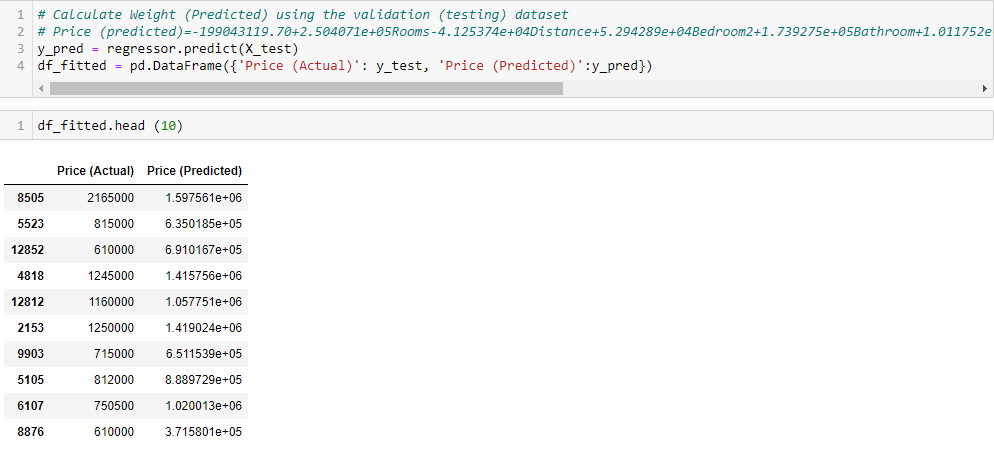 1 # Calculate Weight (Predicted) using the validation (testing) dataset
2 # Price (predicted)=-199043119.70+2.504071e+05Rooms-4.125374e+04Distance+5.294289e+04Bedroom2+1.739275e+05Bathroom+1.011752e
3 y_pred = regressor.predict(X_test)
4 df_fitted = pd.DataFrame({'Price (Actual)': y_test, 'Price (Predicted)':y_pred})
1 df_fitted.head (10)
Price (Actual) Price (Predicted)
8505 2165000 1.597561e+06
5523 815000 6.350185e+05
12852 610000 6.910167e+05
4818 1245000 1.415756e+06
12812 1160000 1.057751e+06
2153 1250000 1.419024e+06
9903 715000 6.511539e+05
5105 812000 8.889729e+05
6107 750500 1.020013e+06
8876 610000 3.715801e+05